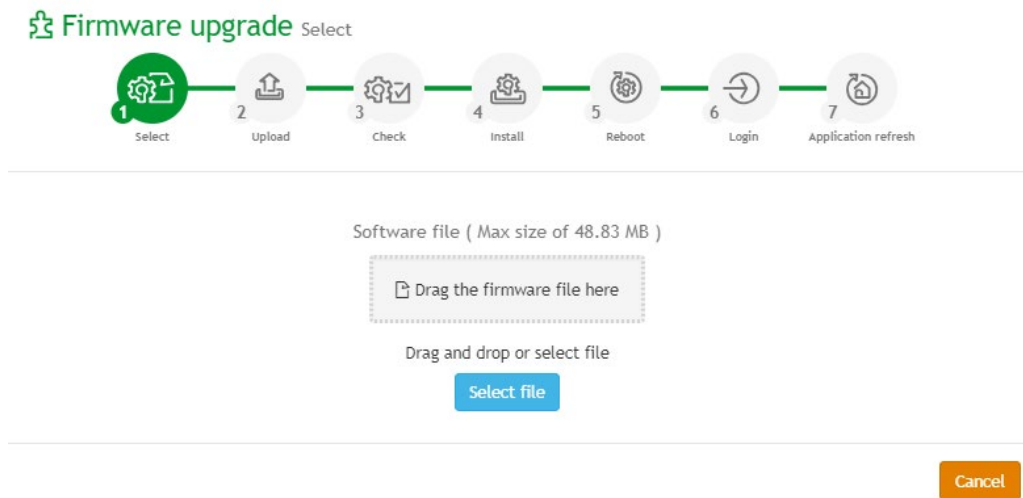 Firmware upgrade Select
1 2 3 4 5 6 7
Select Upload Check Install Reboot Login Application refresh
Software file ( Max size of 48.83 MB )
Drag the firmware file here
Drag and drop or select file
Select file
Cancel